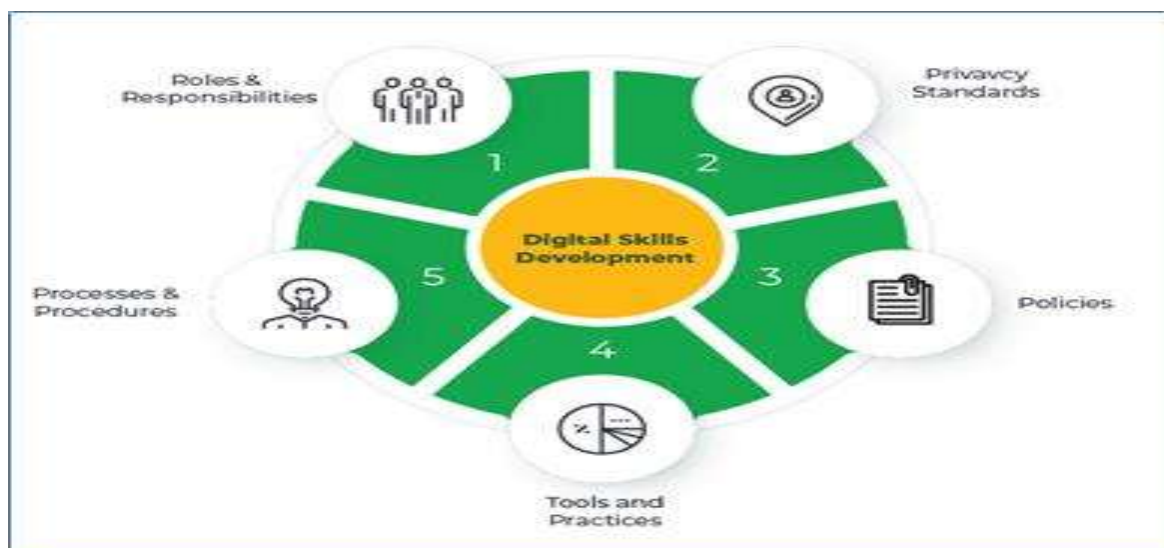 Roles &
Responsibilities
1
2
Privavcy
Standards
Digital Skills
Development
5
3
Processes &
Procedures
Policies
4
%
Tools and
Practices